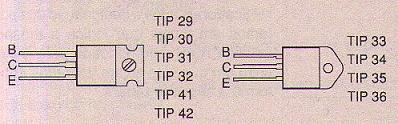 TIP 29
TIP 30
TIP 31
TIP 32
TIP 41
TIP 42
B
C
E
TIP 33
TIP 34
TIP 35
TIP 36
B
C
E